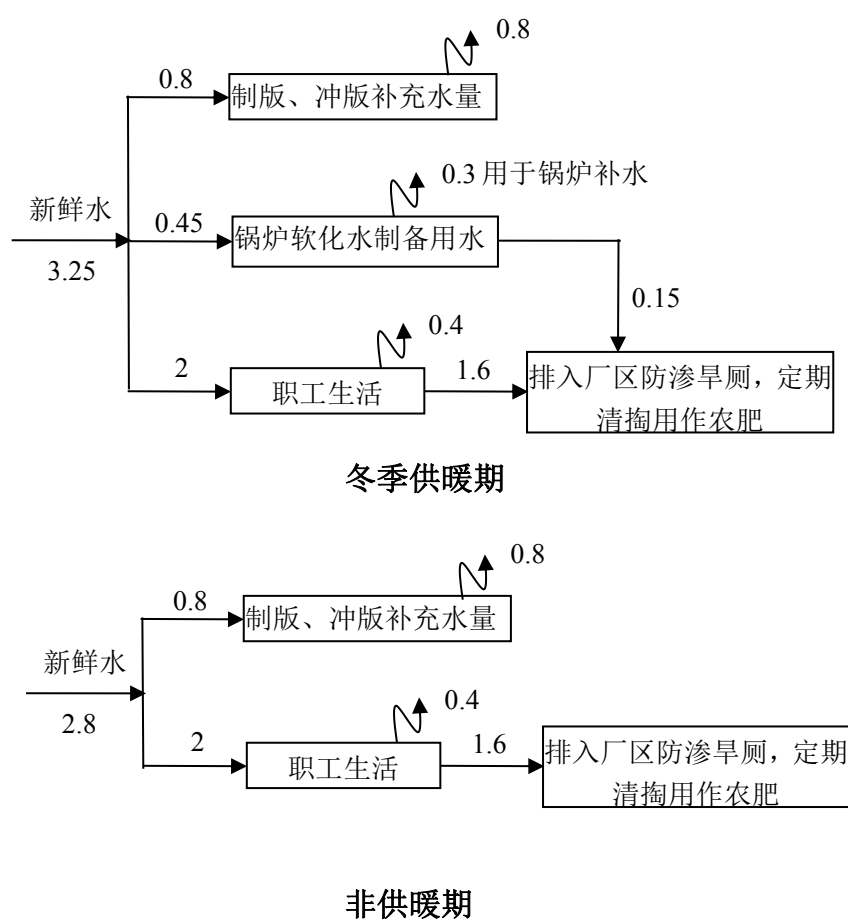 0.8
0.8
制版、冲版补充水量
0.3 用于锅炉补水
新鲜水
0.45
锅炉软化水制备用水
3.25
0.15
0.4
2
职工生活
1.6
排入厂区防渗旱厕，定期
清掏用作农肥
冬季供暖期
0.8
0.8
制版、冲版补充水量
新鲜水
2.8
0.4
2
职工生活
1.6
排入厂区防渗旱厕，定期
清掏用作农肥
非供暖期